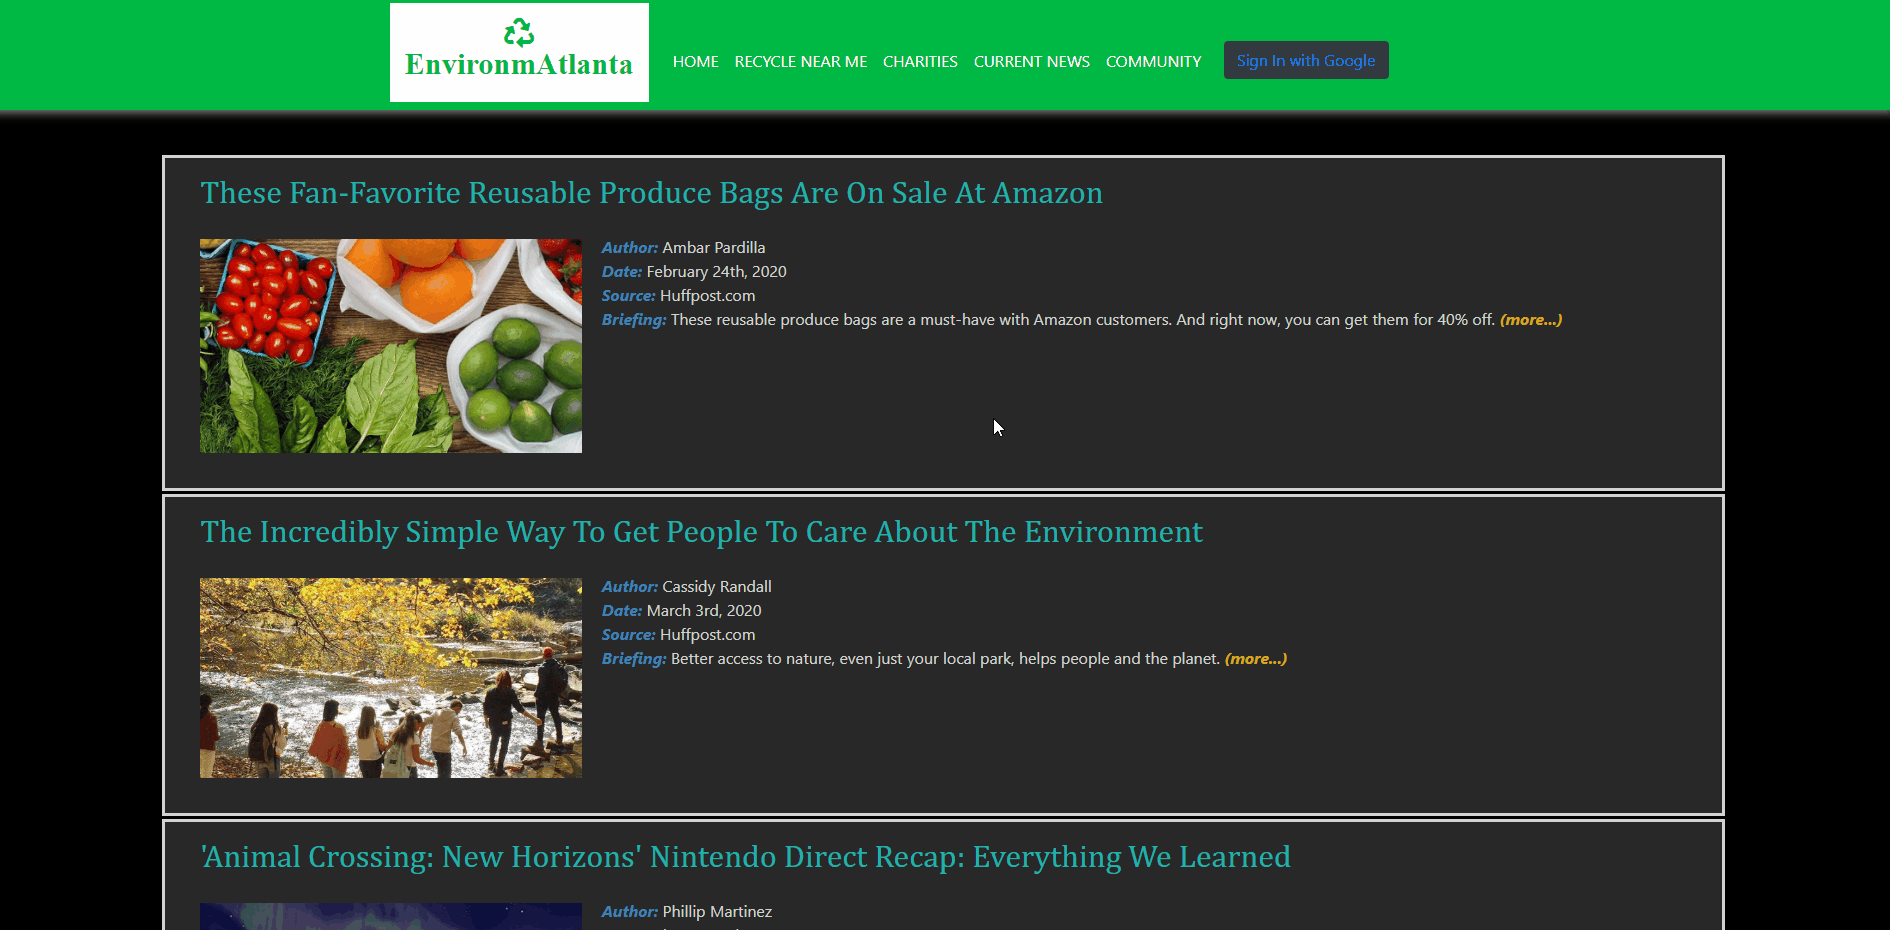 EnvironmAtlanta
HOME RECYCLE NEAR ME CHARITIES CURRENT NEWS COMMUNITY Sign In with Google
These Fan-Favorite Reusable Produce Bags Are On Sale At Amazon
Author: Ambar Pardilla
Date: February 24th, 2020
Source: Huffpost.com
Briefing: These reusable produce bags are a must-have with Amazon customers. And right now, you can get them for 40% off. (more...)
The Incredibly Simple Way To Get People To Care About The Environment
Author: Cassidy Randall
Date: March 3rd, 2020
Source: Huffpost.com
Briefing: Better access to nature, even just your local park, helps people and the planet. (more...)
'Animal Crossing: New Horizons' Nintendo Direct Recap: Everything We Learned
Author: Phillip Martinez